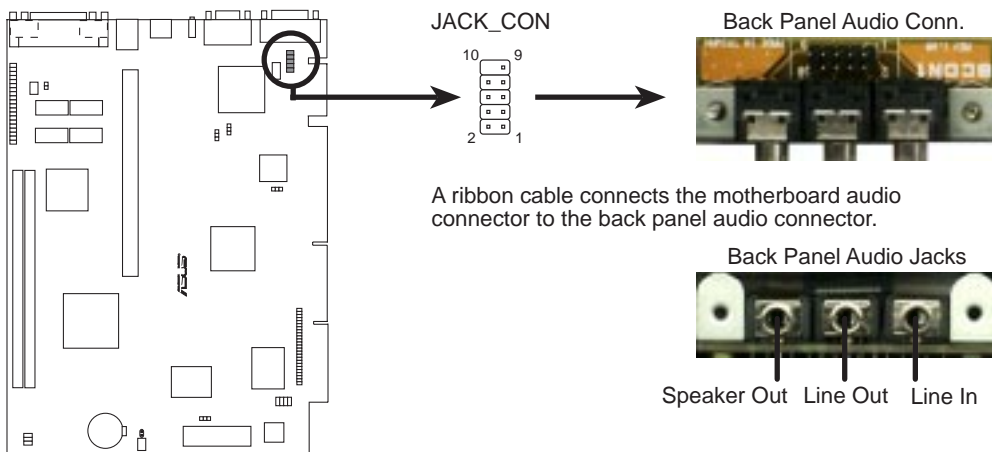 JACK_CON
Back Panel Audio Conn.
10 9
2 1
A ribbon cable connects the motherboard audio
connector to the back panel audio connector.
Back Panel Audio Jacks
ASUS
Speaker Out Line Out Line In